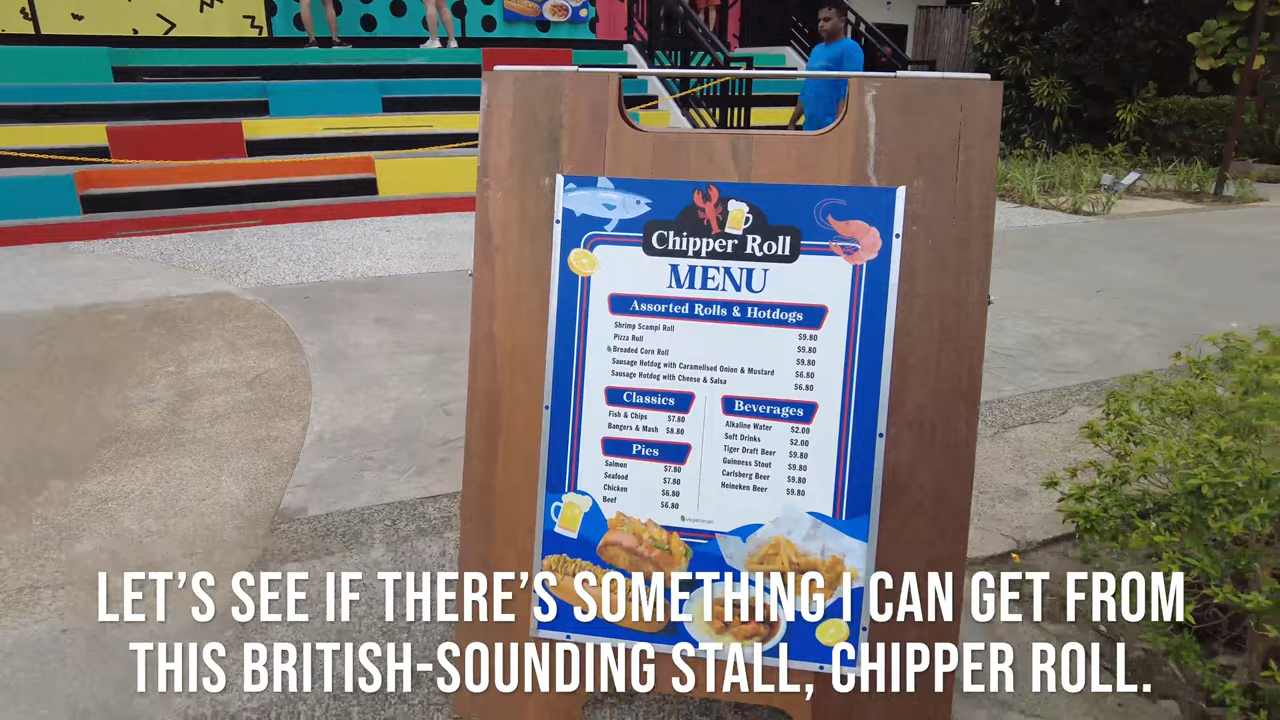 Chipper Roll
MENU
Assorted Rolls & Hotdogs
Shrimp Scampi Roll $9.80
Pizza Roll $9.80
Breaded Corn Roll $9.80
Sausage Hotdog with Caramelised Onion & Mustard $6.80
Sausage Hotdog with Cheese & Salsa $6.80
Classics
Fish & Chips $7.80
Bangers & Mash $8.80
Pies
Salmon $7.80
Seafood $7.80
Chicken $6.80
Beef $6.80
Beverages
Alkaline Water $2.00
Soft Drinks $2.00
Tiger Draft Beer $9.80
Guinness Stout $9.80
Carlsberg Beer $9.80
Heineken Beer $9.80
Vegetarian
LET'S SEE IF THERE'S SOMETHING I CAN GET FROM
THIS BRITISH-SOUNDING STALL, CHIPPER ROLL.